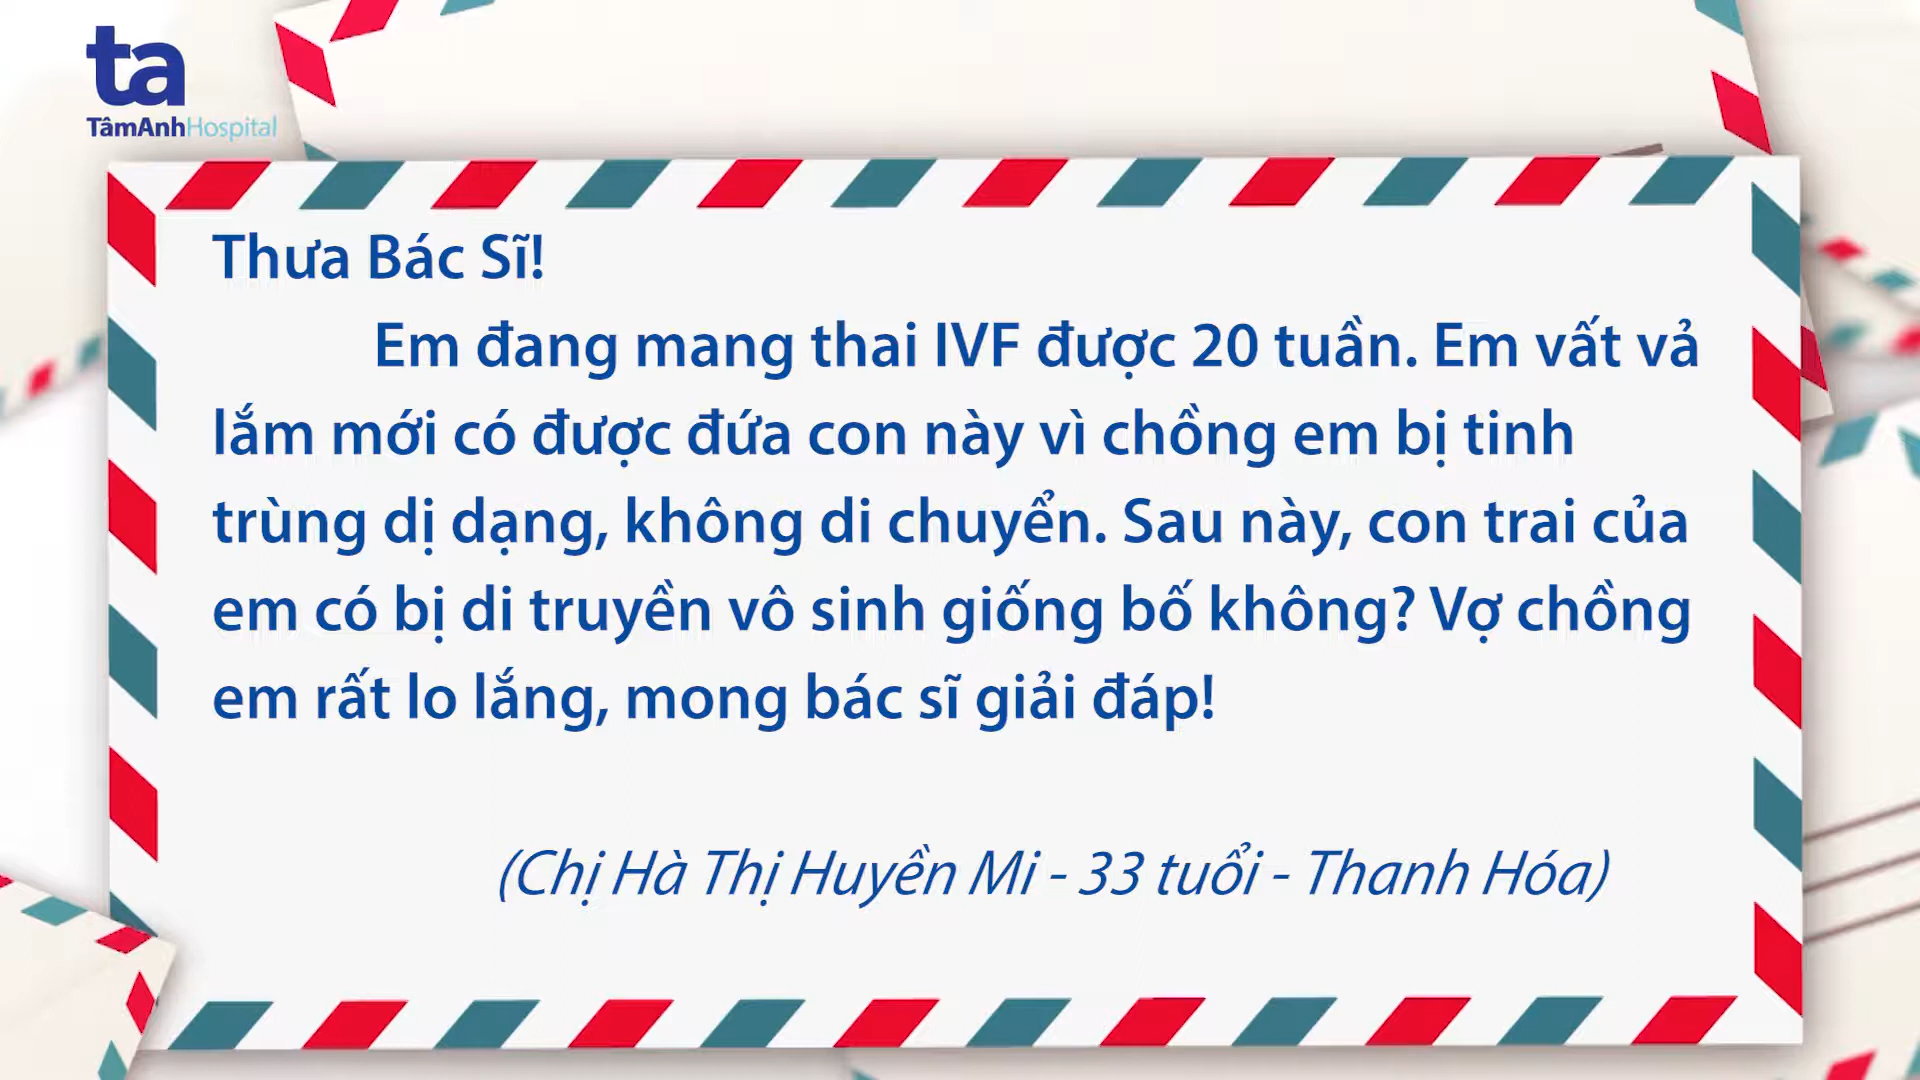 ta
TâmAnhHospital
Thưa Bác Sĩ!
Em đang mang thai IVF được 20 tuần. Em vất vả
lắm mới có được đứa con này vì chồng em bị tinh
trùng dị dạng, không di chuyển. Sau này, con trai của
em có bị di truyền vô sinh giống bố không? Vợ chồng
em rất lo lắng, mong bác sĩ giải đáp!
(Chị Hà Thị Huyền Mi - 33 tuổi - Thanh Hóa)